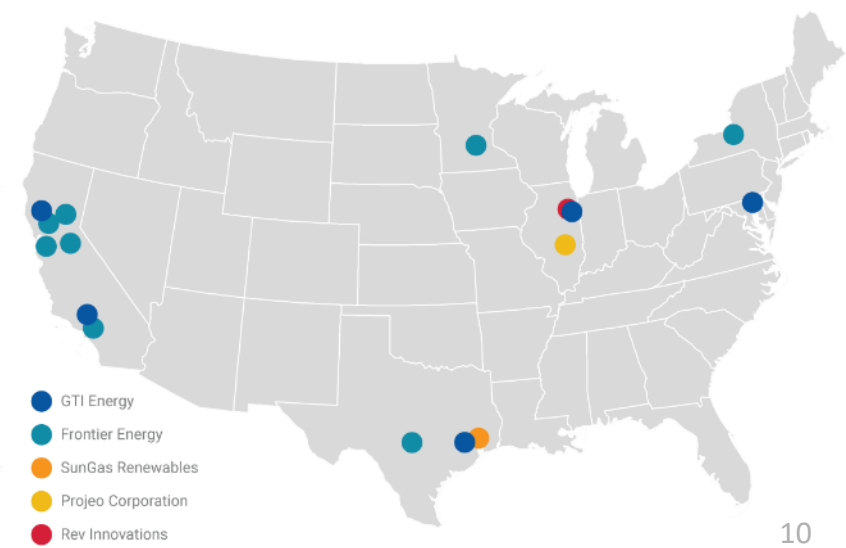 GTI Energy
Frontier Energy
SunGas Renewables
Projeo Corporation
Rev Innovations
10